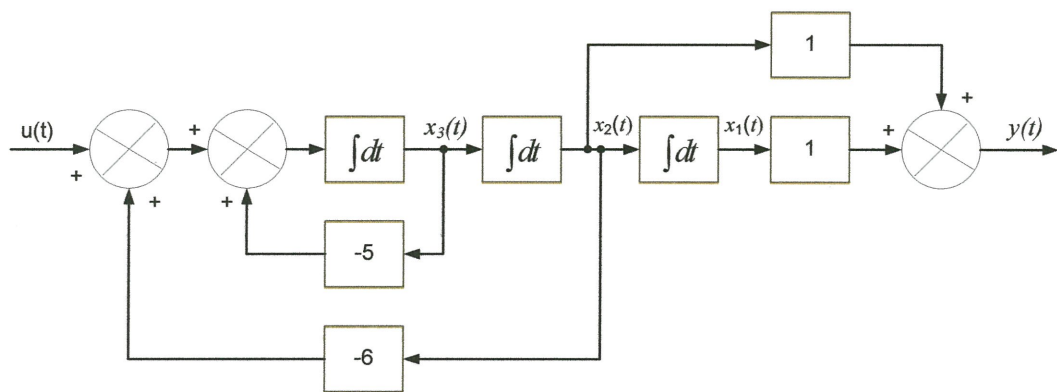 1
u(t)
+
+
∫dt
x₃(t)
∫dt
x₂(t)
∫dt
x₁(t)
1
+
+
y(t)
+
+
+
-5
-6